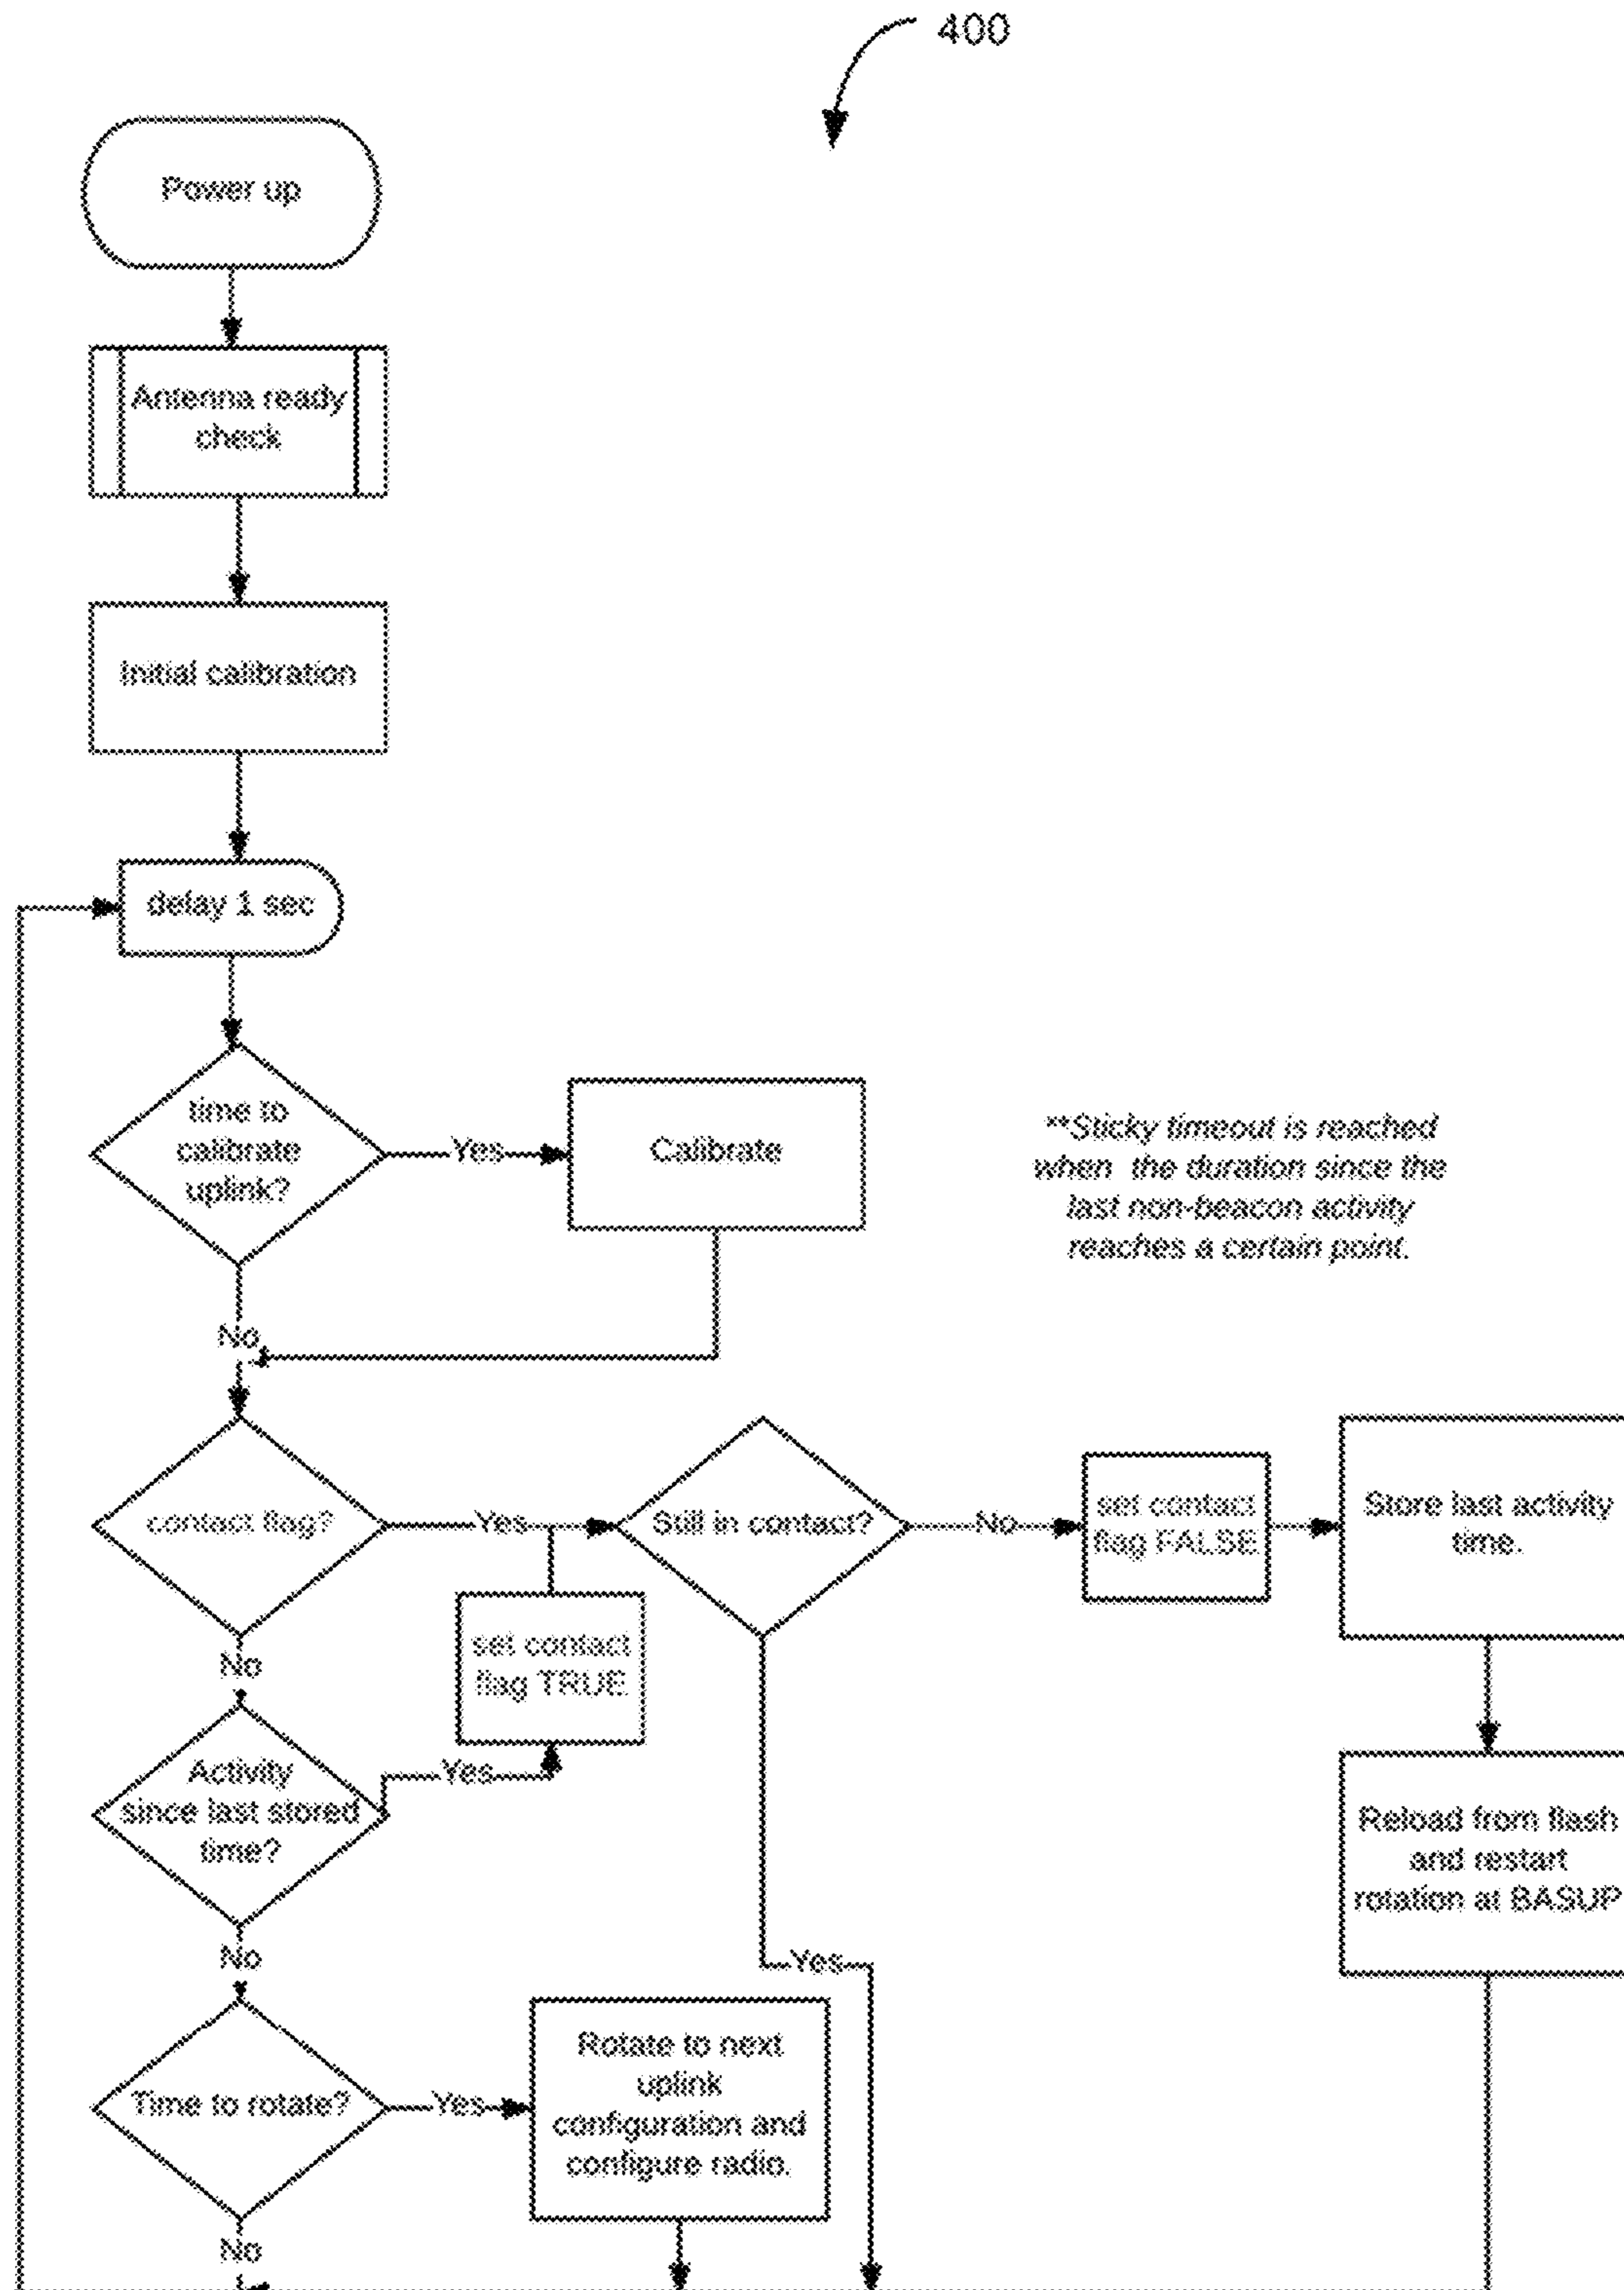 400
Power up
Antenna ready
check
Initial calibration
delay 1 sec
time to
calibrate
uplink?
Yes
Calibrate
**Sticky timeout is reached
when the duration since the
last non-beacon activity
reaches a certain point.
No
contact flag?
Yes
Still in contact?
No
set contact
flag FALSE
Store last activity
time.
No
set contact
flag TRUE
Activity
since last stored
time?
Yes
Reload from flash
and restart
rotation at BASUP
No
Yes
Time to rotate?
Yes
Rotate to next
uplink
configuration and
configure radio.
No